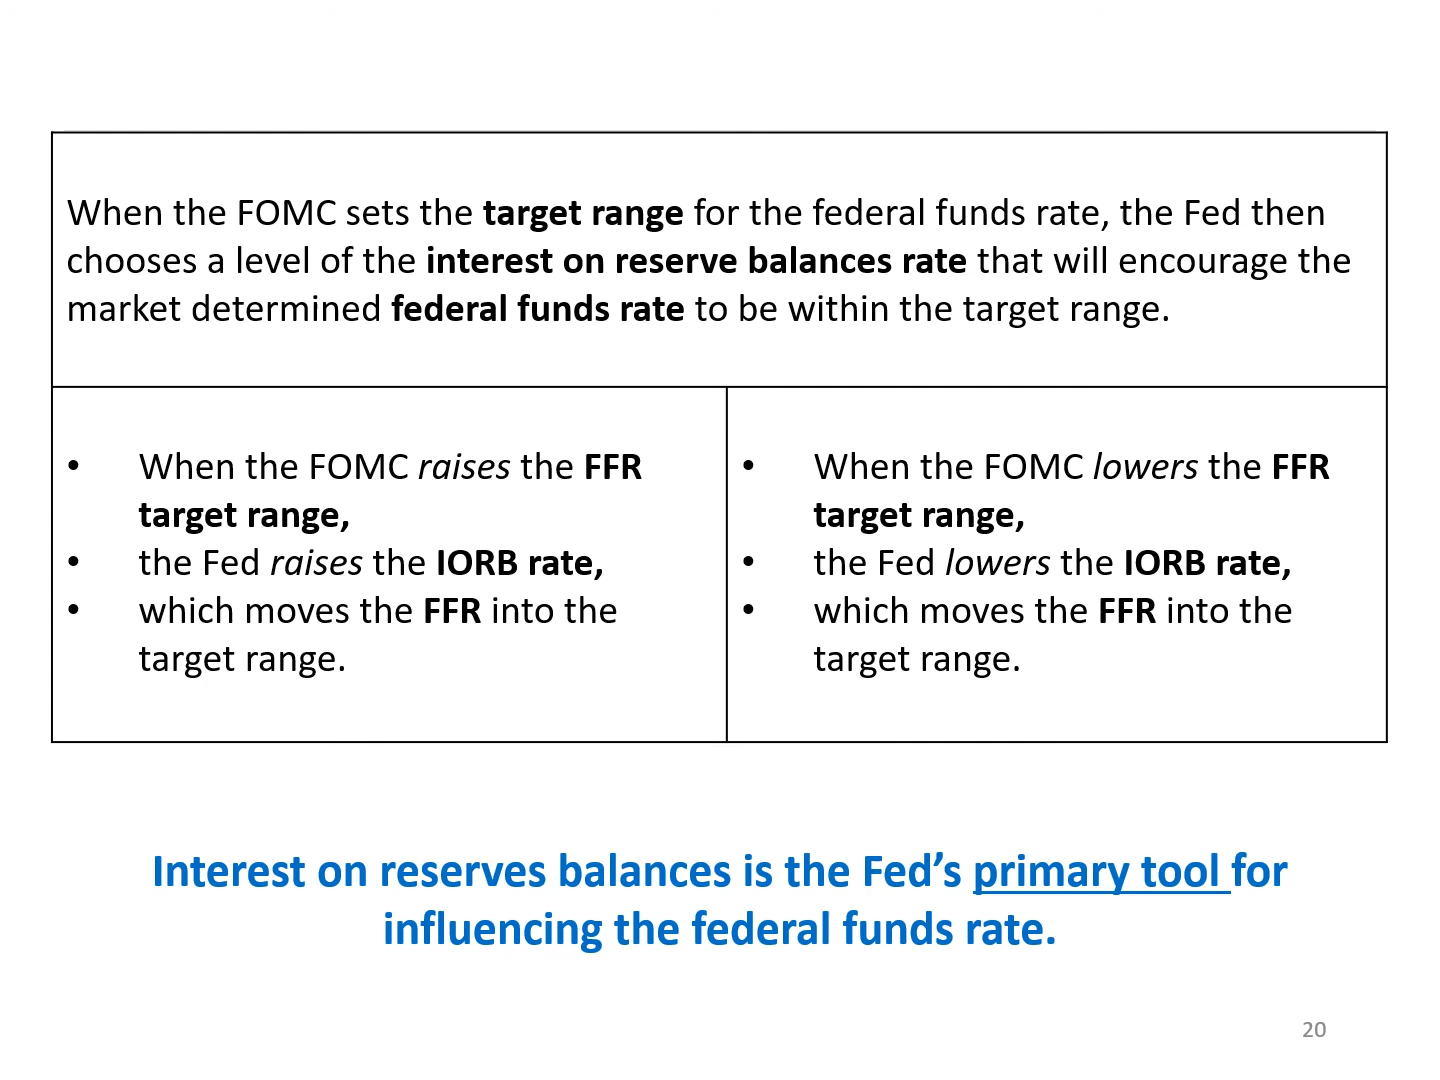 When the FOMC sets the target range for the federal funds rate, the Fed then
chooses a level of the interest on reserve balances rate that will encourage the
market determined federal funds rate to be within the target range.
• When the FOMC raises the FFR
target range,
• the Fed raises the IORB rate,
• which moves the FFR into the
target range.
• When the FOMC lowers the FFR
target range,
• the Fed lowers the IORB rate,
• which moves the FFR into the
target range.
Interest on reserves balances is the Fed’s primary tool for
influencing the federal funds rate.
20